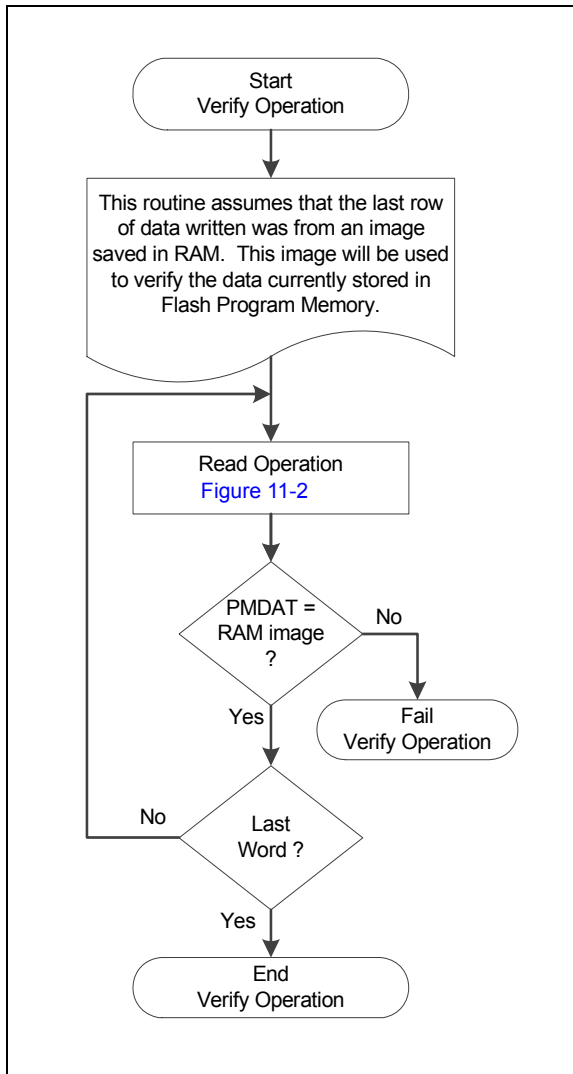 Start
Verify Operation
This routine assumes that the last row
of data written was from an image
saved in RAM. This image will be used
to verify the data currently stored in
Flash Program Memory.
Read Operation
Figure 11-2
PMDAT =
RAM image
?
No
Yes
Fail
Verify Operation
No
Last
Word ?
Yes
End
Verify Operation